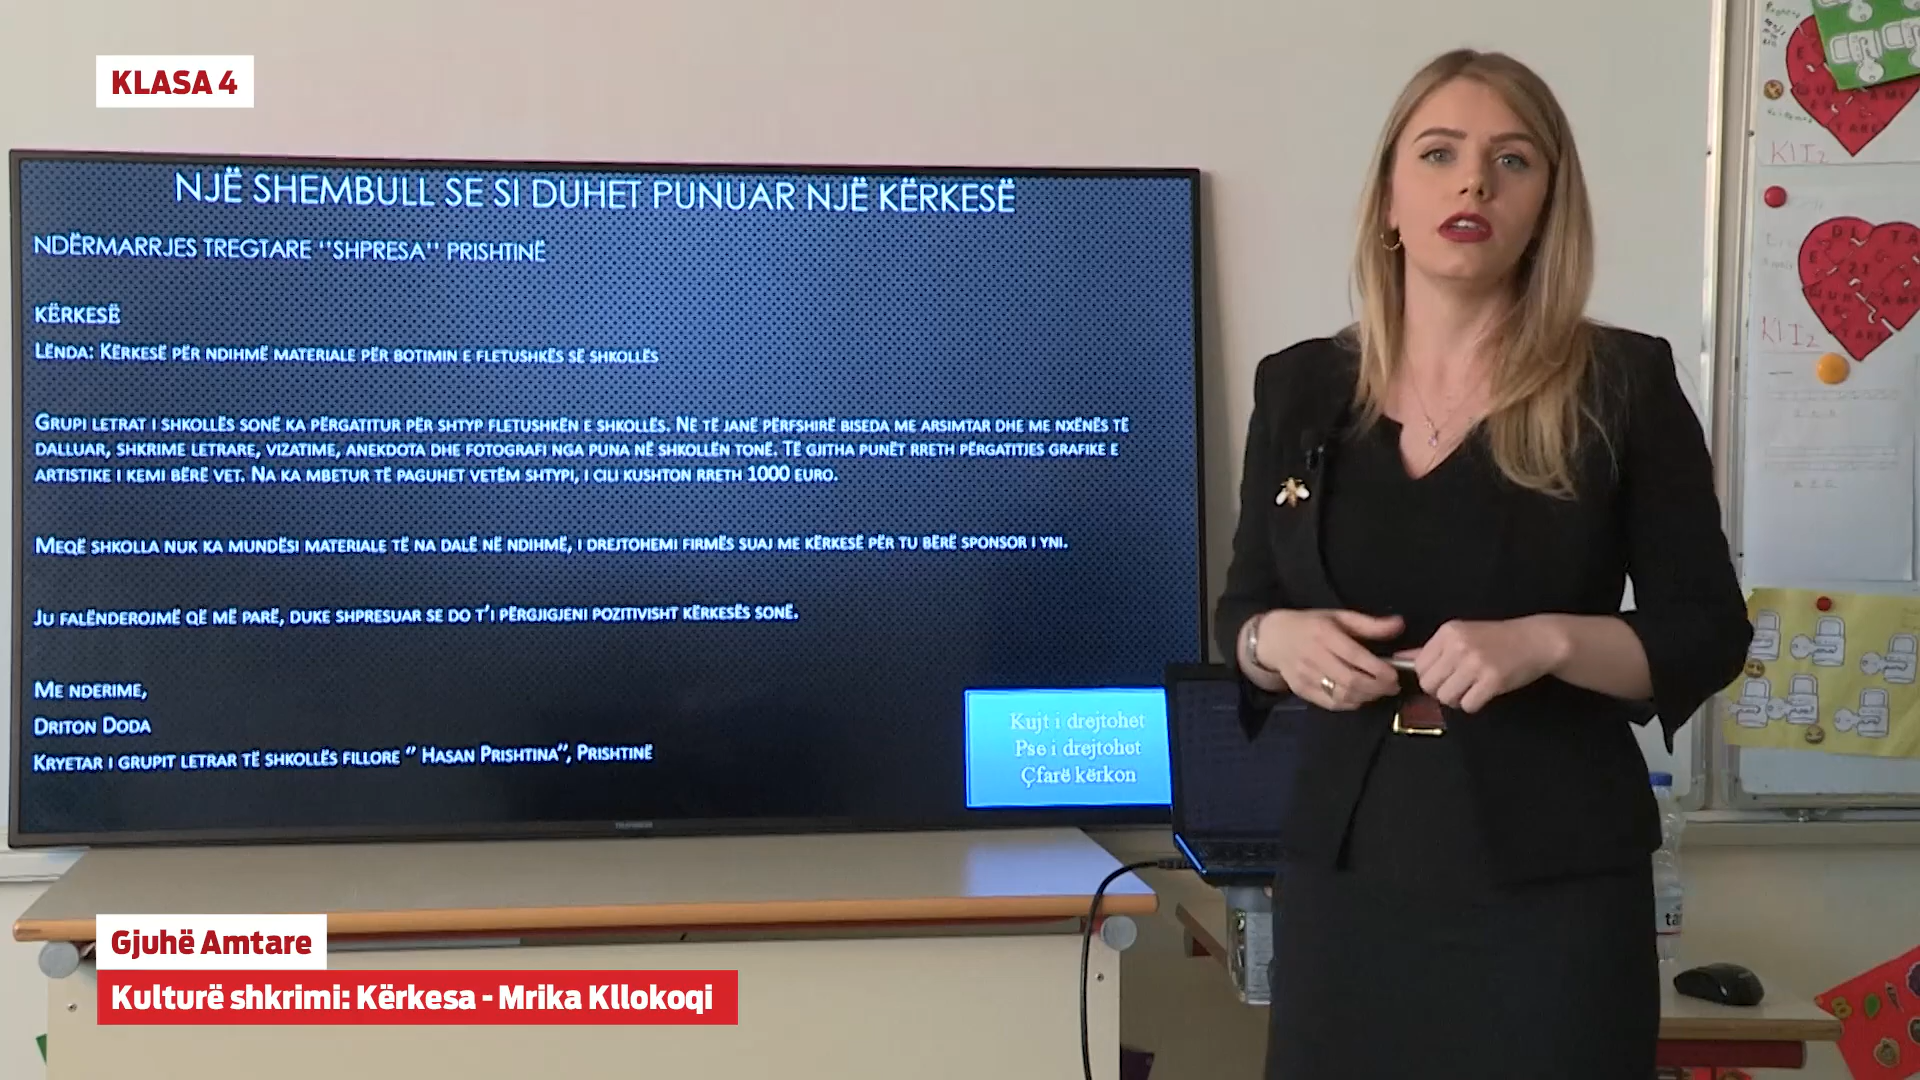 KLASA 4
NJË SHEMBULL SE SI DUHET PUNUAR NJË KËRKESË
NDËRMARRJES TREGTARE ''SHPRESA'' PRISHTINË
KËRKESË
LËNDA: KËRKESË PËR NDIHMË MATERIALE PËR BOTIMIN E FLETUSHKËS SË SHKOLLËS
GRUPI LETRAT I SHKOLLËS SONË KA PËRGATITUR PËR SHTYP FLETUSHKËN E SHKOLLËS. NË TË JANË PËRFSHIRË BISEDA ME ARSIMTAR DHE ME NXËNËS TË
DALLUAR, SHKRIME LETRARE, VIZATIME, ANEKDOTA DHE FOTOGRAFI NGA PUNA NË SHKOLLËN TONË. TË GJITHA PUNËT RRETH PËRGATITJES GRAFIKE E
ARTISTIKE I KEMI BËRË VET. NA KA MBETUR TË PAGUHET VETËM SHTYPI, I CILI KUSHTON RRETH 1000 EURO.
MEQË SHKOLLA NUK KA MUNDËSI MATERIALE TË NA DALË NË NDIHMË, I DREJTOHEMI FIRMËS SUAJ ME KËRKESË PËR TU BËRË SPONSOR I YNI.
JU FALËNDEROJMË QË MË PARË, DUKE SHPRESUAR SE DO T'I PËRGJIGJENI POZITIVISHT KËRKESËS SONË.
ME NDERIME,
DRITON DODA
KRYETAR I GRUPIT LETRAR TË SHKOLLËS FILLORE '' HASAN PRISHTINA'', PRISHTINË
Kujt i drejtohet
Pse i drejtohet
Çfarë kërkon
KI I2
KI I2
Gjuhë Amtare
Kulturë shkrimi: Kërkesa - Mrika Kllokoqi